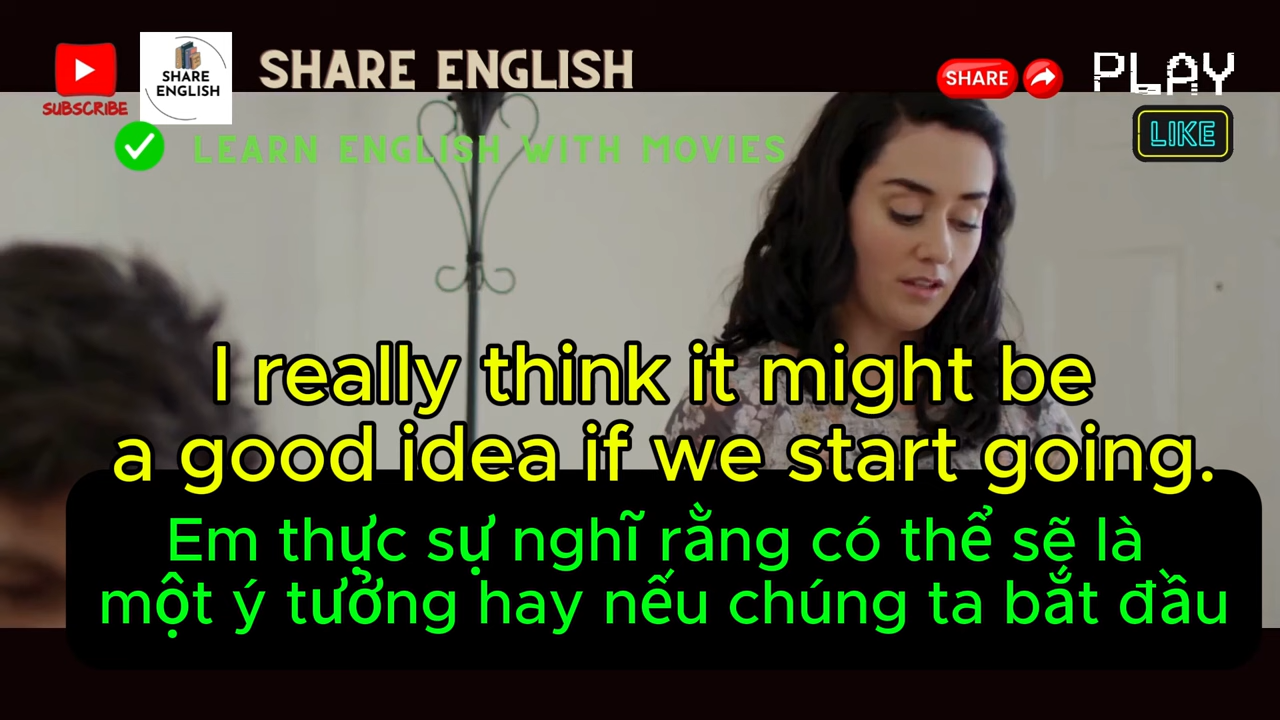 SUBSCRIBE
SHARE
ENGLISH
SHARE ENGLISH
SHARE
PLAY
LIKE
LEARN ENGLISH WITH MOVIES
I really think it might be
a good idea if we start going.
Em thực sự nghĩ rằng có thể sẽ là
một ý tưởng hay nếu chúng ta bắt đầu